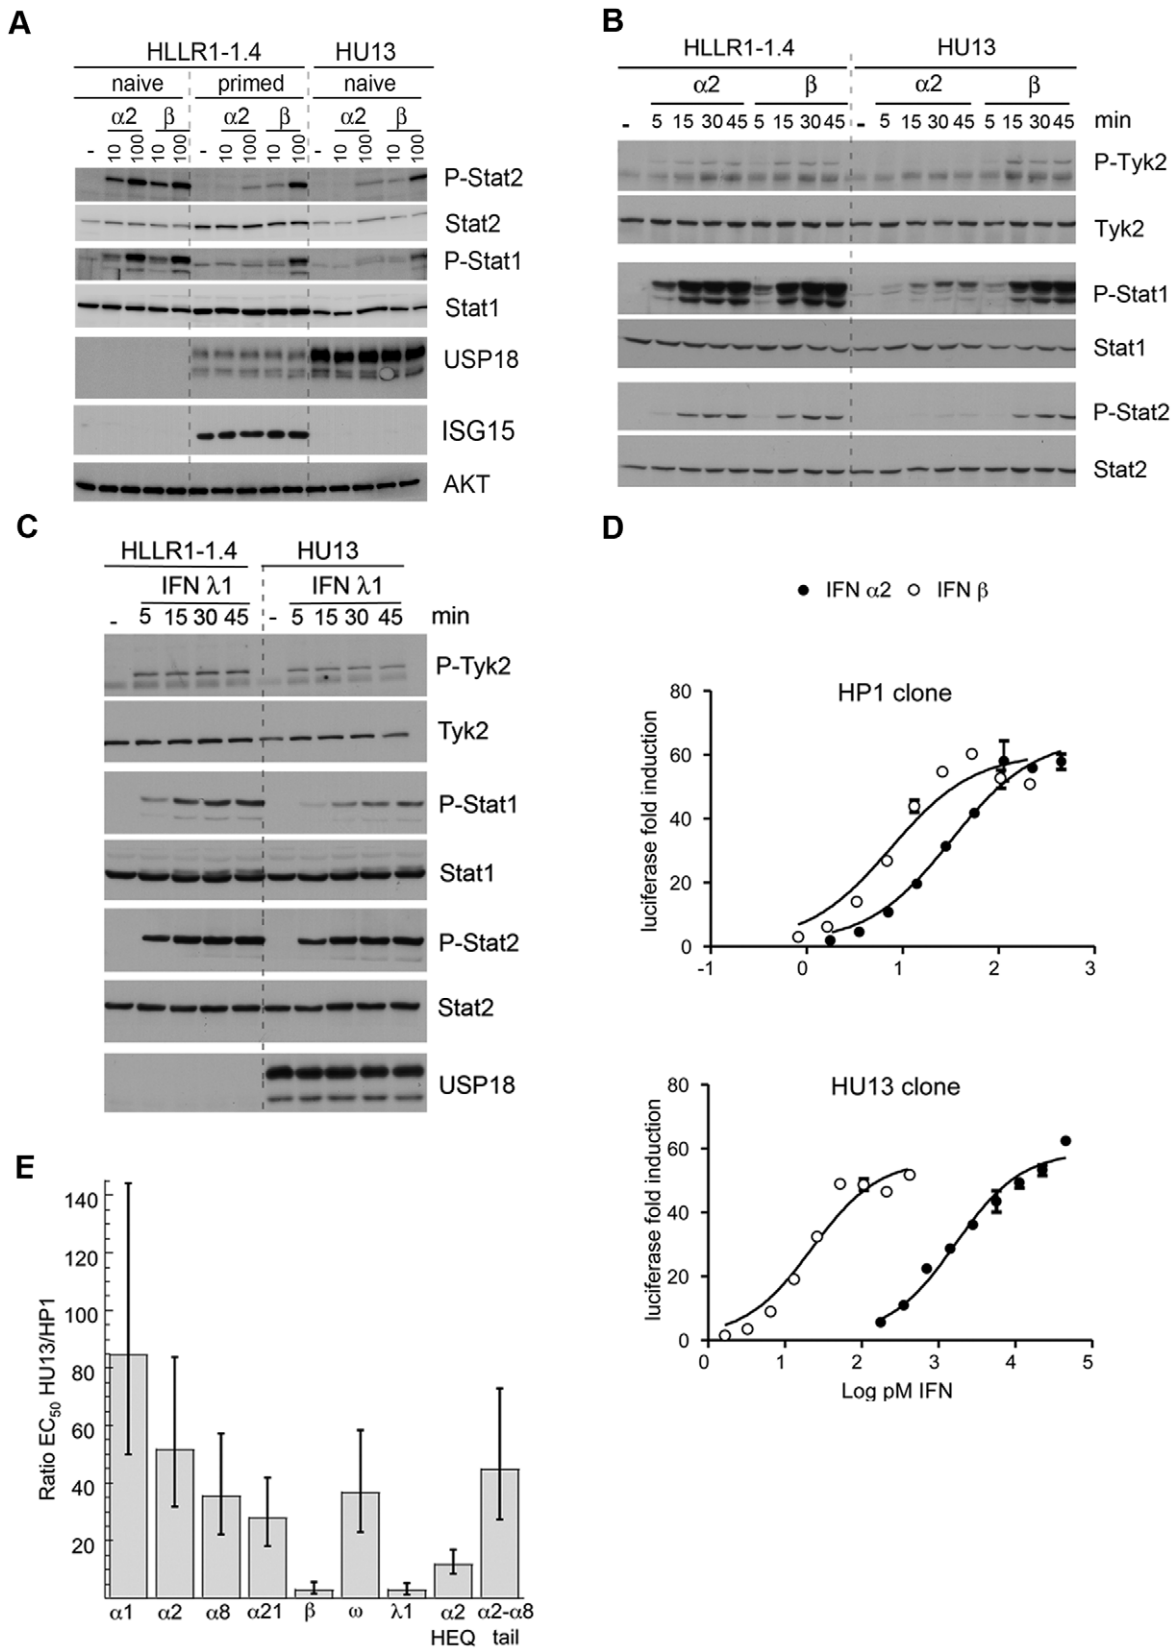 A
HLLR1-1.4 HU13
naive primed naive
α2 β α2 β α2 β
- 10 100 10 100 - 10 100 10 100 - 10 100 10 100
P-Stat2
Stat2
P-Stat1
Stat1
USP18
ISG15
AKT
B
HLLR1-1.4 HU13
α2 β α2 β
- 5 15 30 45 5 15 30 45 - 5 15 30 45 5 15 30 45 min
P-Tyk2
Tyk2
P-Stat1
Stat1
P-Stat2
Stat2
C
HLLR1-1.4 HU13
IFN λ1 IFN λ1
- 5 15 30 45 - 5 15 30 45 min
P-Tyk2
Tyk2
P-Stat1
Stat1
P-Stat2
Stat2
USP18
D
IFN α2 IFN β
HP1 clone
luciferase fold induction
80
60
40
20
0
-1 0 1 2 3
HU13 clone
luciferase fold induction
80
60
40
20
0
0 1 2 3 4 5
Log pM IFN
E
Ratio EC50 HU13/HP1
140
120
100
80
60
40
20
α1 α2 α8 α21 β ω λ1 α2 α2-α8
HEQ tail